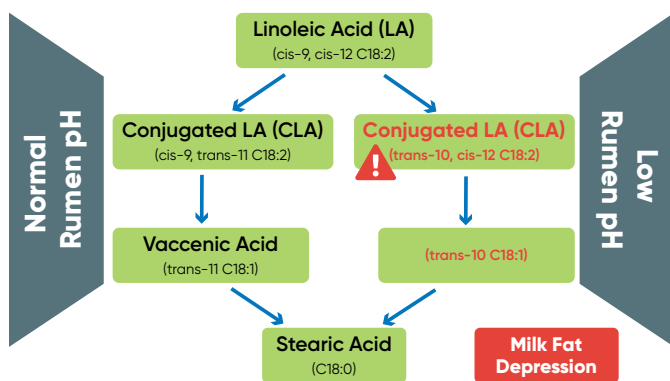 Linoleic Acid (LA)
(cis-9, cis-12 C18:2)
Normal
Rumen pH
Conjugated LA (CLA)
(cis-9, trans-11 C18:2)
Conjugated LA (CLA)
(trans-10, cis-12 C18:2)
!
Low
Rumen pH
Vaccenic Acid
(trans-11 C18:1)
(trans-10 C18:1)
Stearic Acid
(C18:0)
Milk Fat
Depression